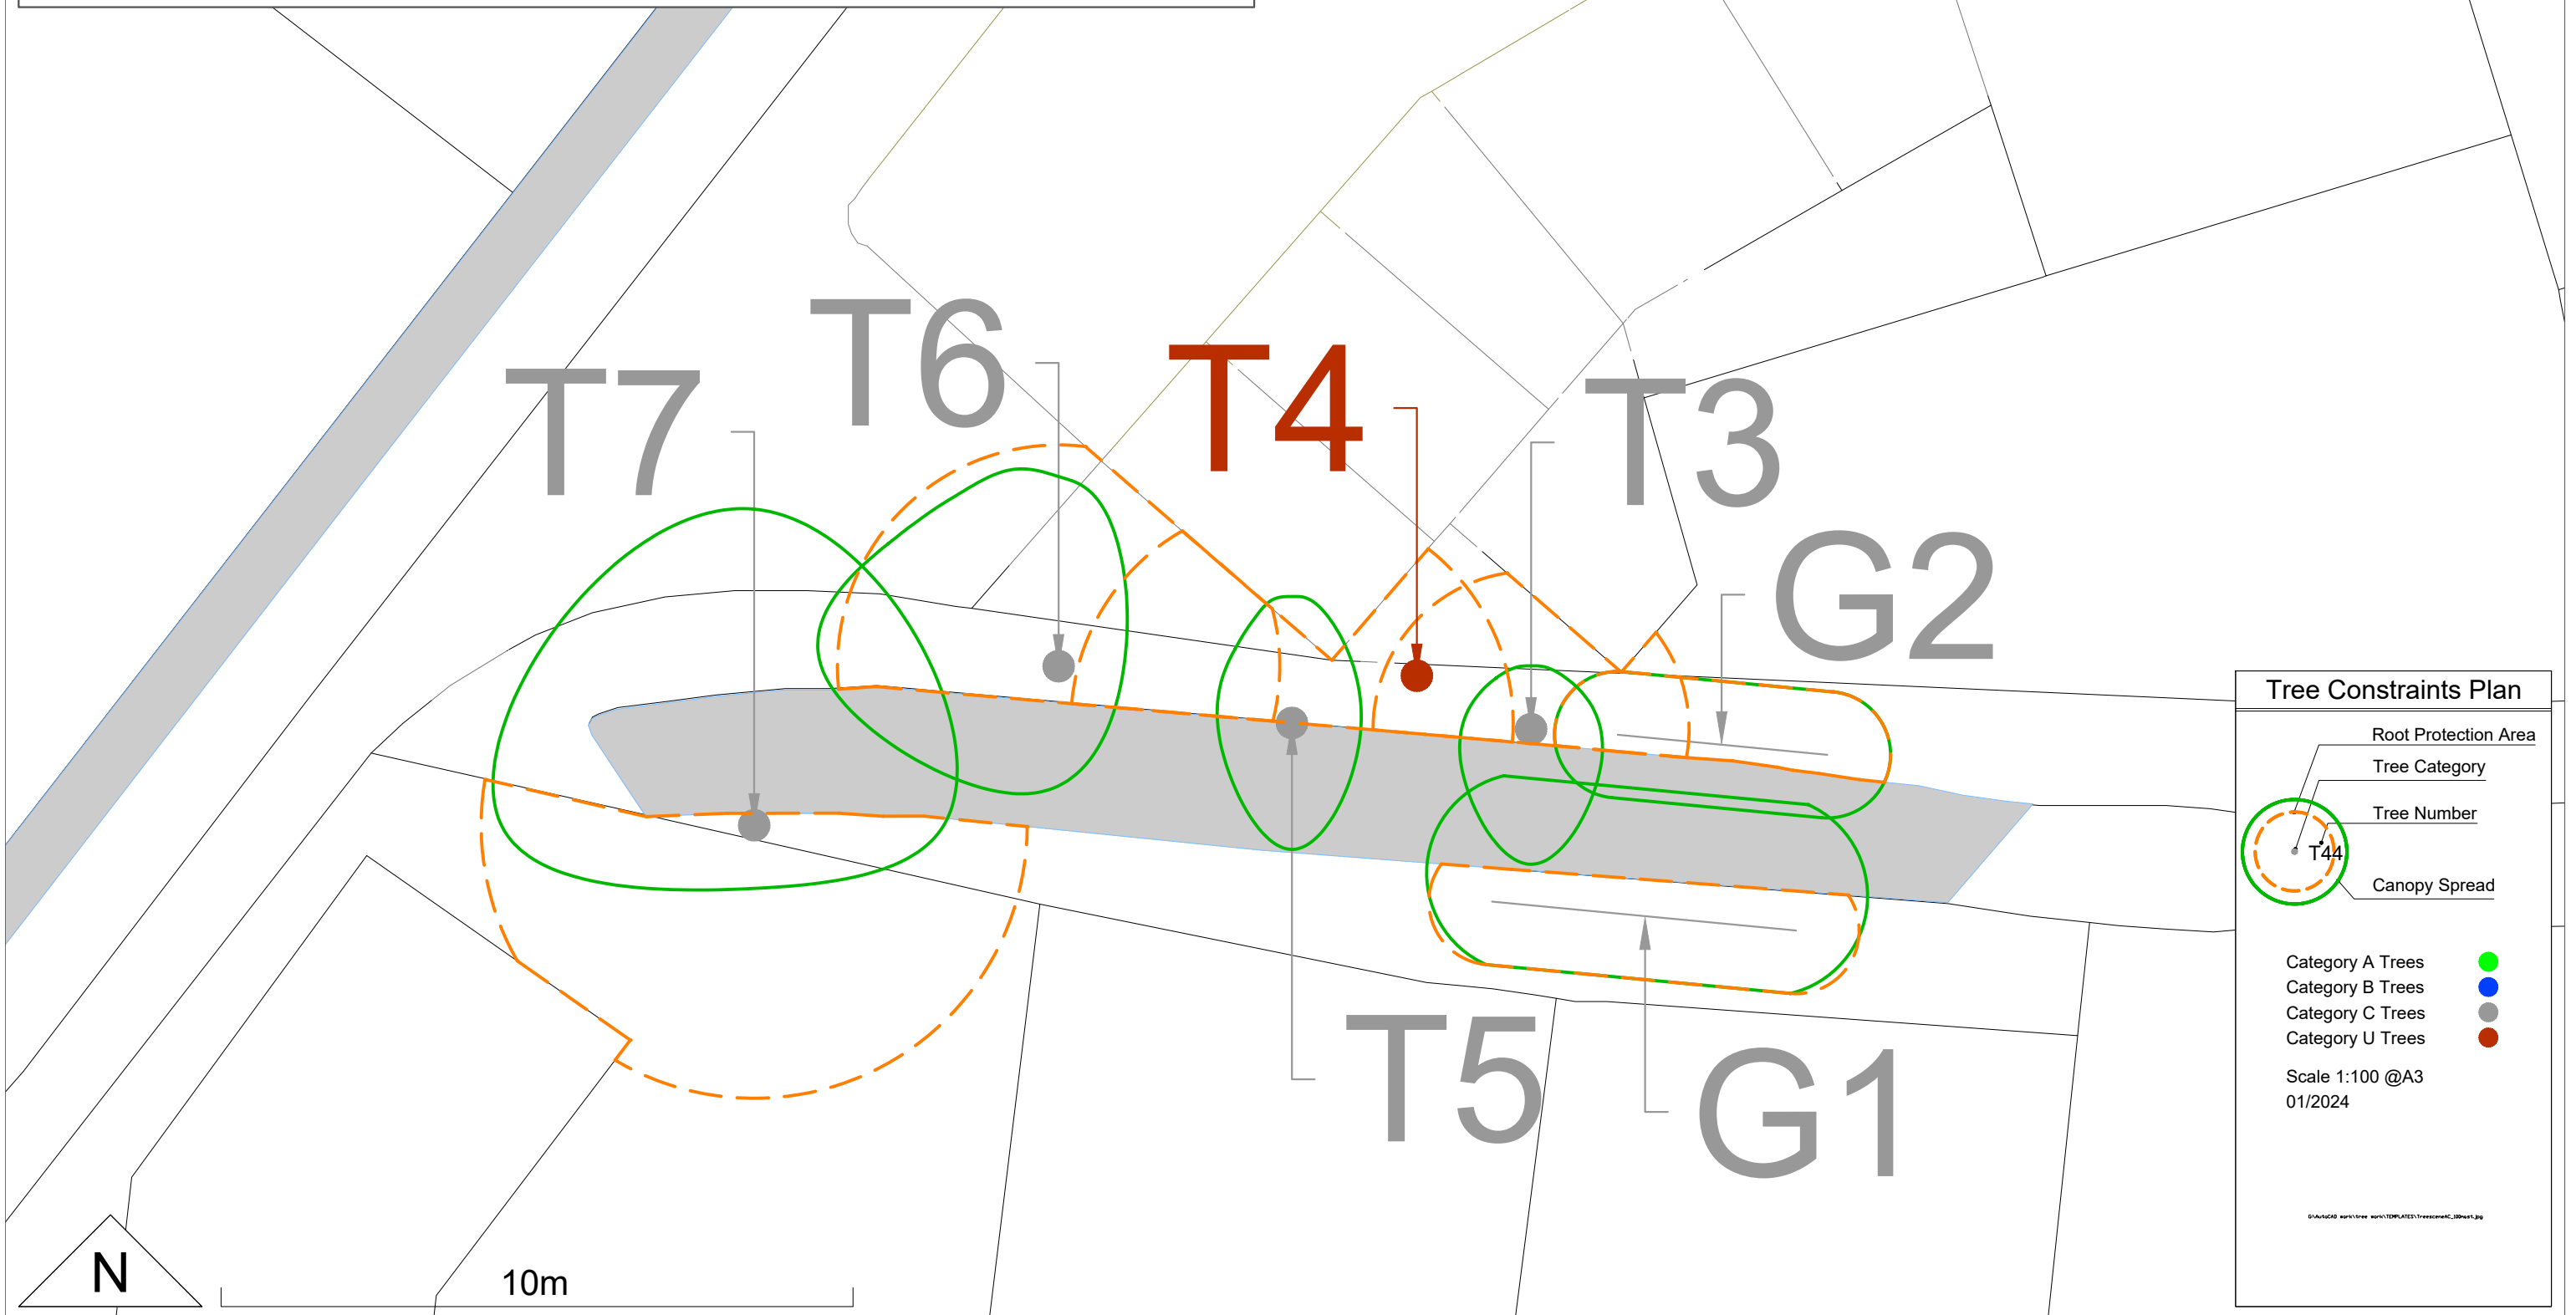 T6
T4
T7
T3
G2
T5
G1
N
10m
Tree Constraints Plan
Root Protection Area
Tree Category
Tree Number
T44
Canopy Spread
Category A Trees
Category B Trees
Category C Trees
Category U Trees
Scale 1:100 @A3
01/2024